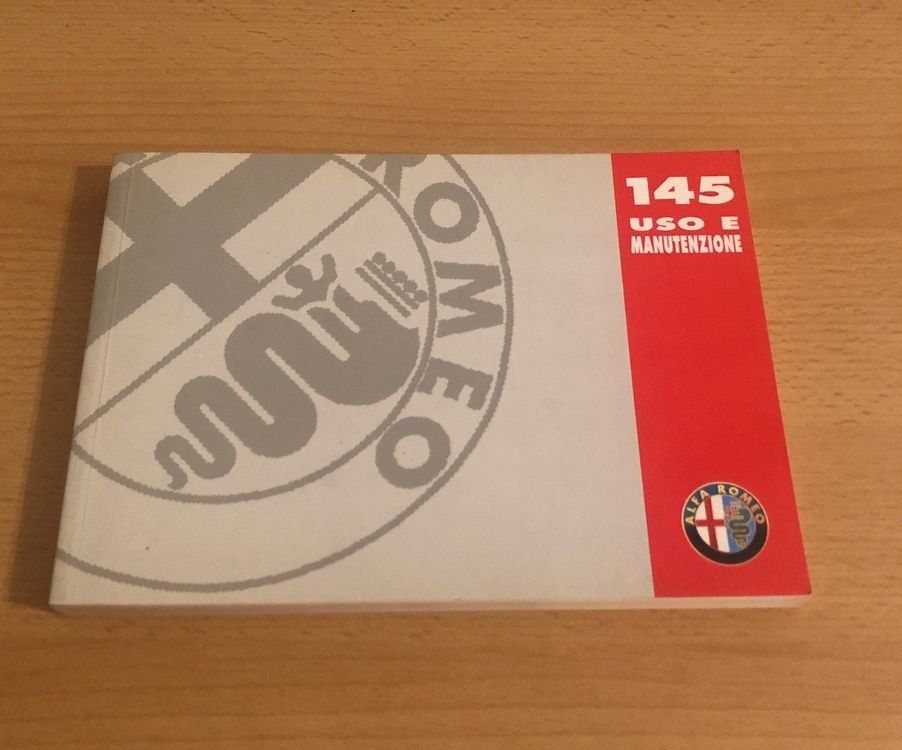 ROMEO
145
USO E
MANUTENZIONE
ALFA ROMEO